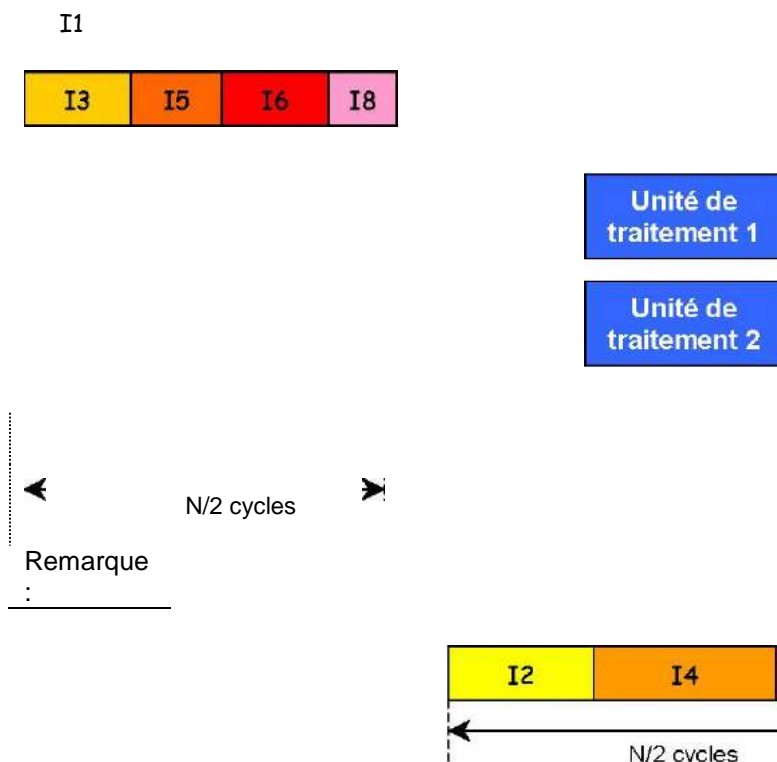 I1
I3 I5 I6 I8
Unité de
traitement 1
Unité de
traitement 2
N/2 cycles
Remarque
:
I2 I4
N/2 cycles